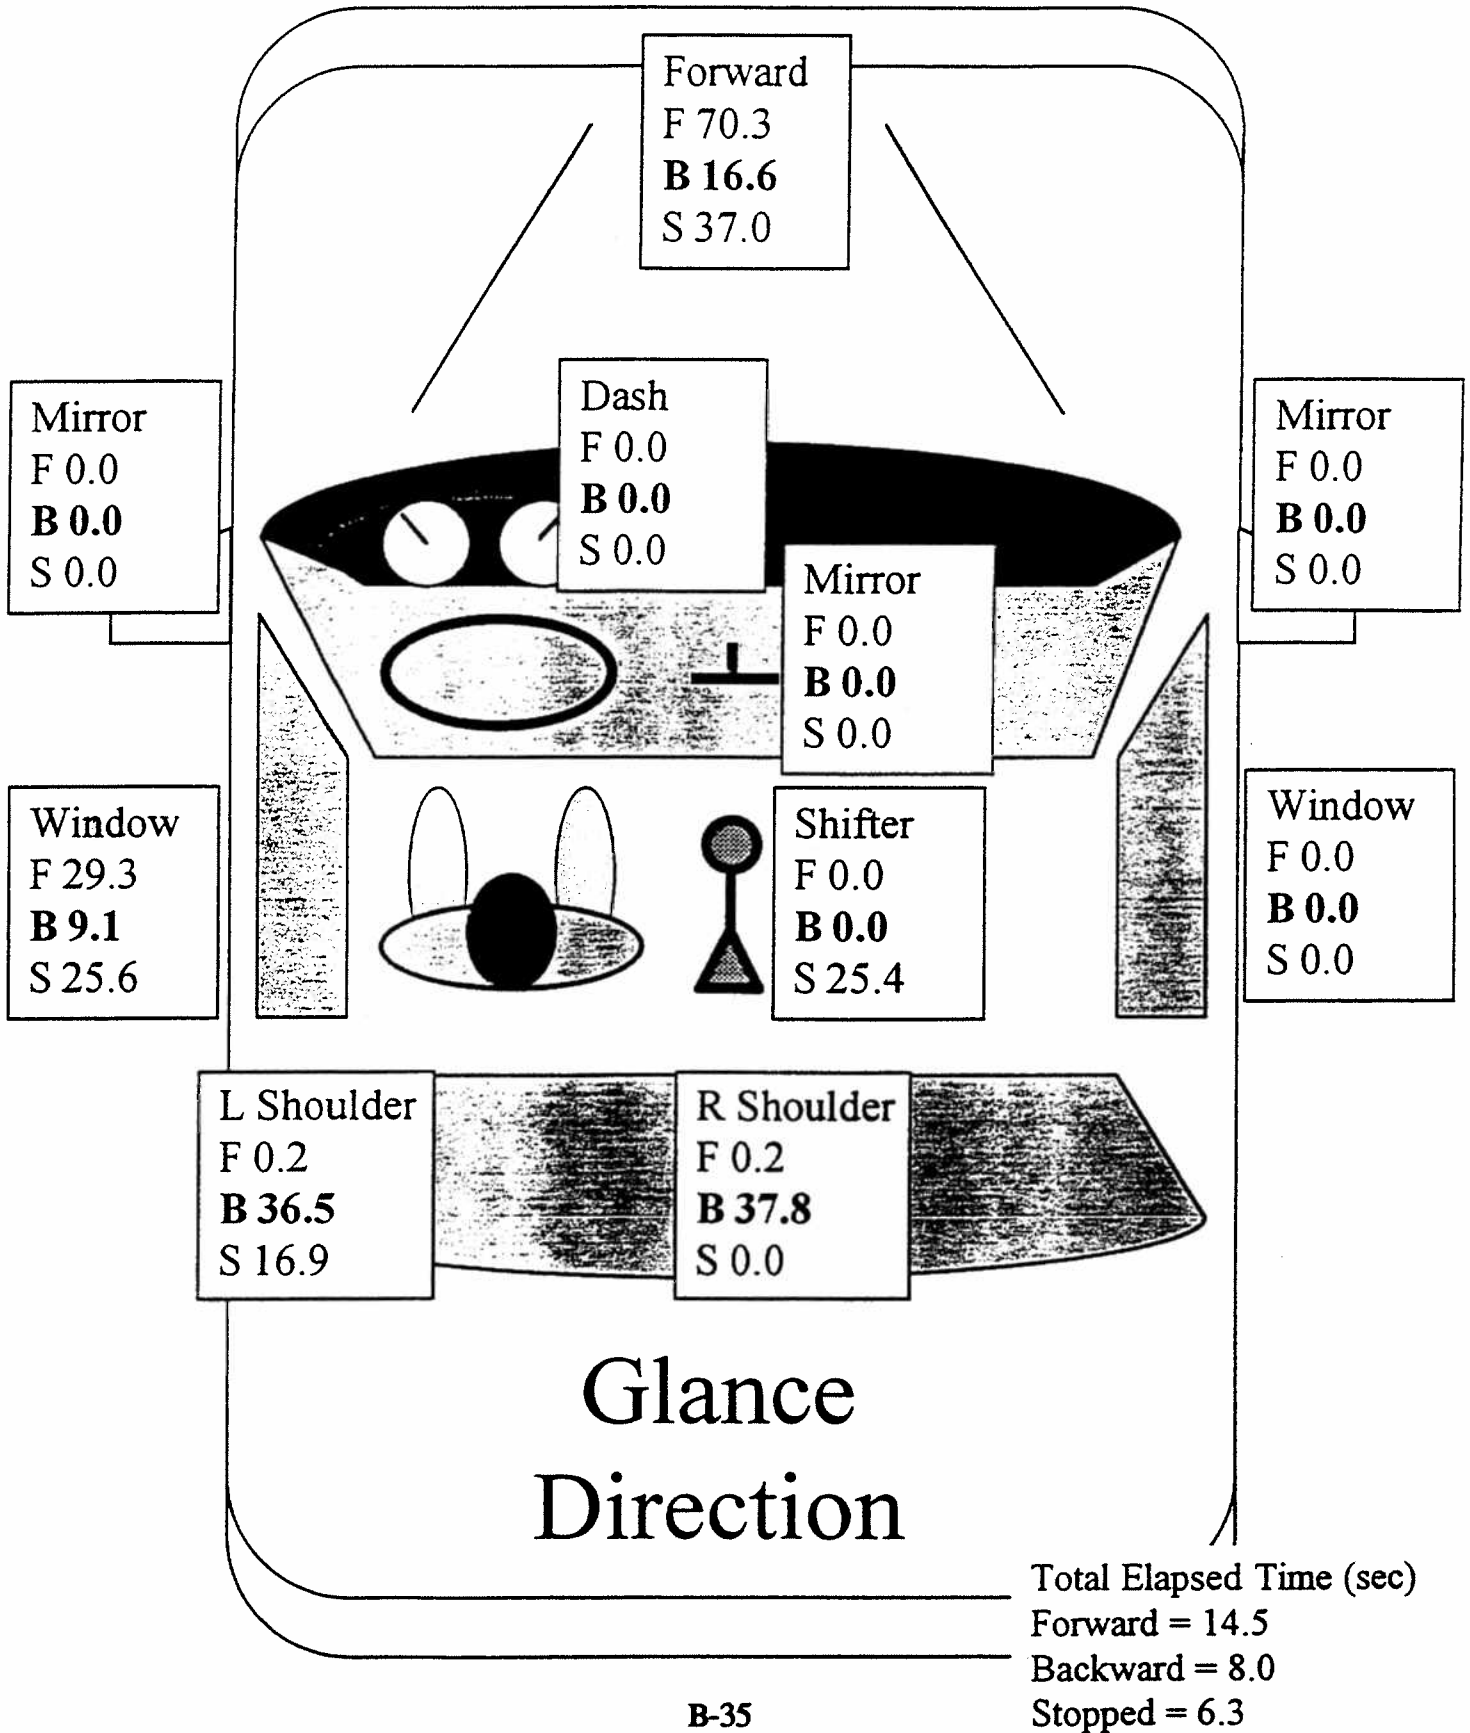 Forward
F 70.3
B 16.6
S 37.0
Dash
F 0.0
B 0.0
S 0.0
Mirror
F 0.0
B 0.0
S 0.0
Mirror
F 0.0
B 0.0
S 0.0
Mirror
F 0.0
B 0.0
S 0.0
Window
F 29.3
B 9.1
S 25.6
Shifter
F 0.0
B 0.0
S 25.4
Window
F 0.0
B 0.0
S 0.0
L Shoulder
F 0.2
B 36.5
S 16.9
R Shoulder
F 0.2
B 37.8
S 0.0
Glance
Direction
Total Elapsed Time (sec)
Forward = 14.5
Backward = 8.0
Stopped = 6.3
B-35